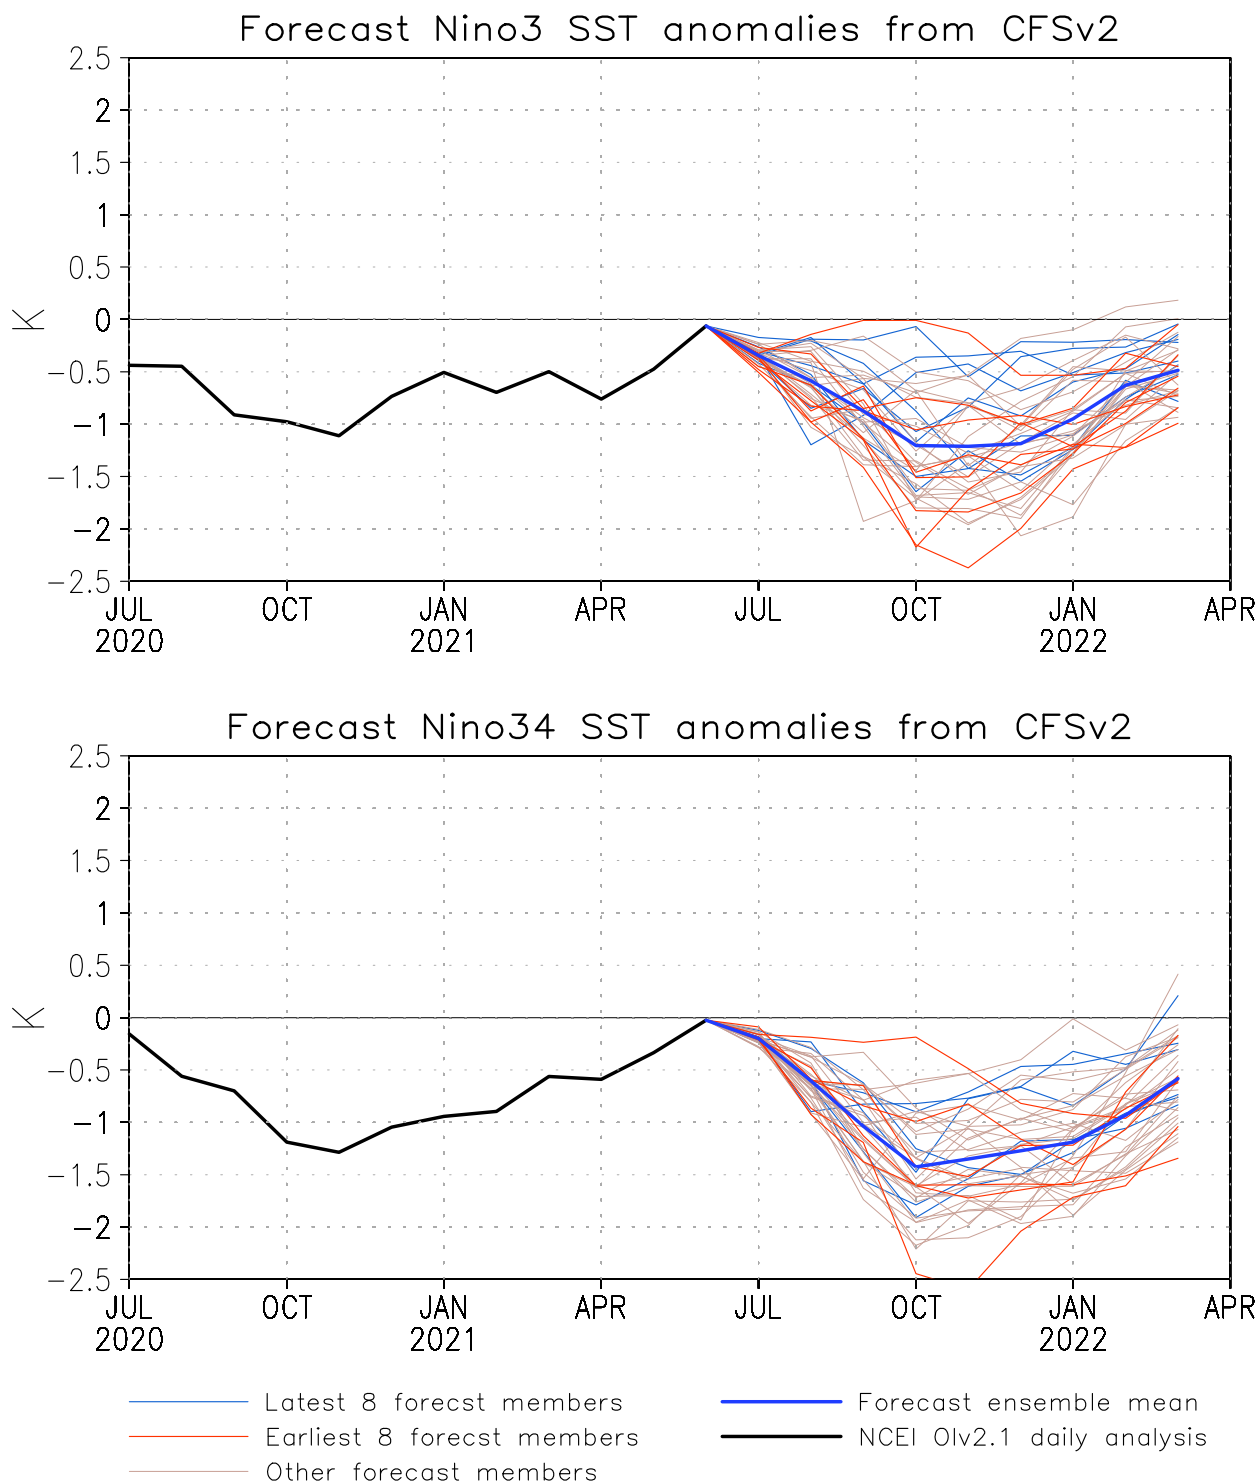 Forecast Nino3 SST anomalies from CFSv2
2.5
2
1.5
1
0.5
0
-0.5
-1
-1.5
-2
-2.5
K
JUL OCT JAN APR JUL OCT JAN APR
2020 2021 2022
Forecast Nino34 SST anomalies from CFSv2
2.5
2
1.5
1
0.5
0
-0.5
-1
-1.5
-2
-2.5
K
JUL OCT JAN APR JUL OCT JAN APR
2020 2021 2022
Latest 8 forecst members
Earliest 8 forecst members
Other forecast members
Forecast ensemble mean
NCEI OIv2.1 daily analysis